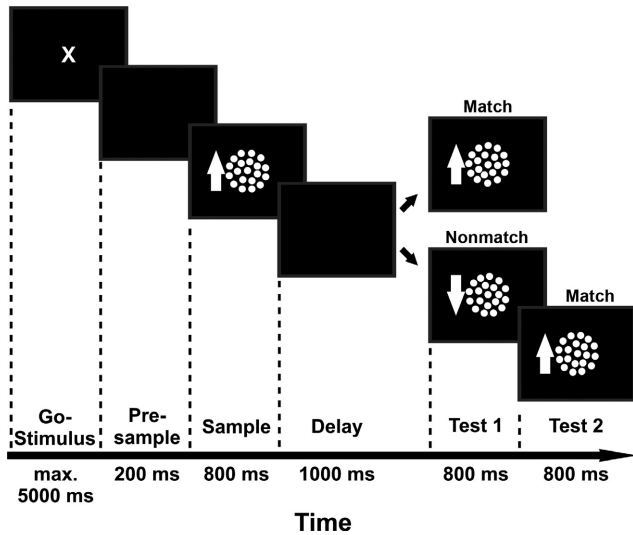 X
Match
Nonmatch
Match
Go-
Stimulus
Pre-
sample
Sample
Delay
Test 1
Test 2
max.
5000 ms
200 ms
800 ms
1000 ms
800 ms
800 ms
Time